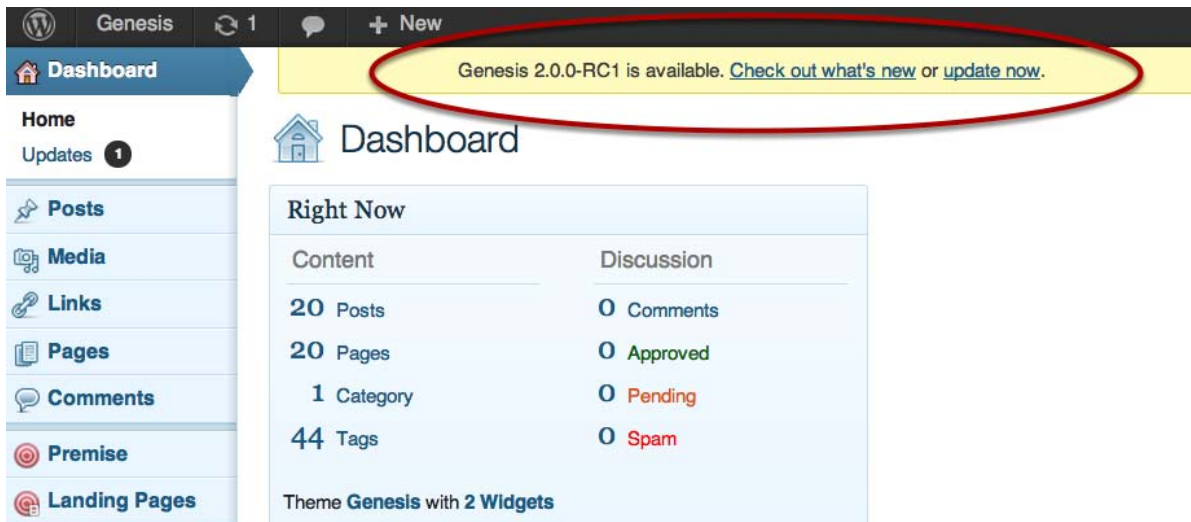 Genesis 1 New
Genesis 2.0.0-RC1 is available. Check out what's new or update now.
Dashboard
Home
Updates 1
Posts
Media
Links
Pages
Comments
Premise
Landing Pages
Dashboard
Right Now
Content Discussion
20 Posts 0 Comments
20 Pages 0 Approved
1 Category 0 Pending
44 Tags 0 Spam
Theme Genesis with 2 Widgets